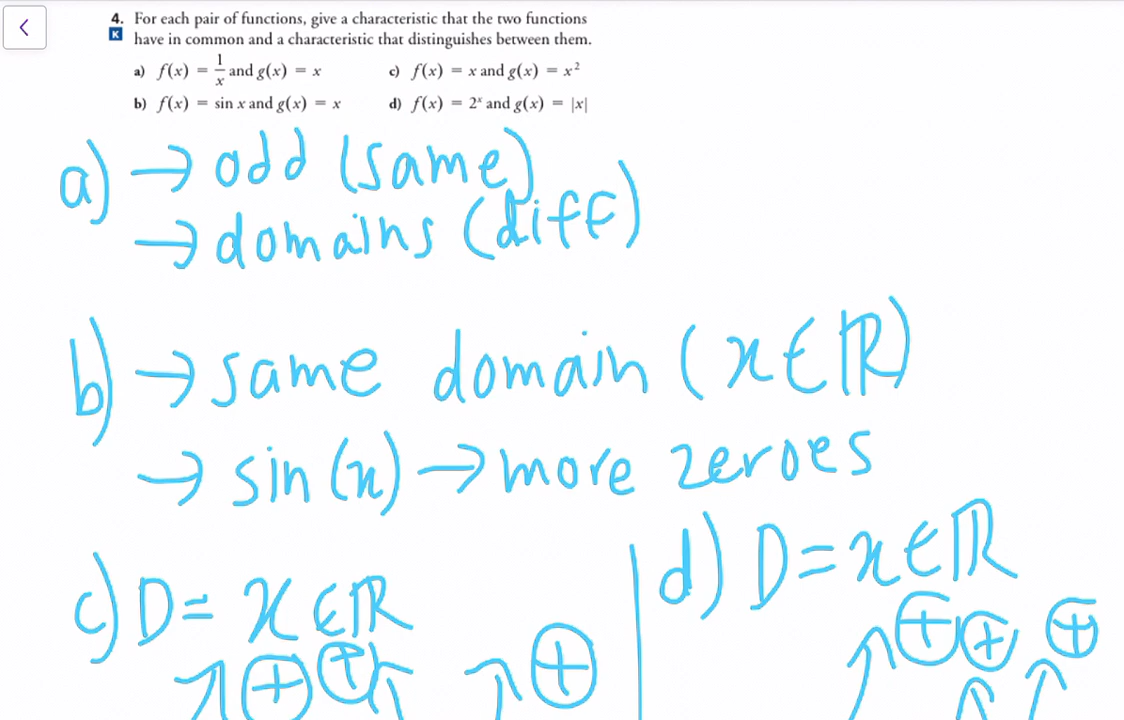 4. For each pair of functions, give a characteristic that the two functions
K have in common and a characteristic that distinguishes between them.
a) f(x) = 1/x and g(x) = x c) f(x) = x and g(x) = x²
b) f(x) = sin x and g(x) = x d) f(x) = 2ˣ and g(x) = |x|
a) → odd (same)
→ domains (diff)
b) → same domain (x∈ℝ)
→ sin(x) → more zeroes
c) D = x∈ℝ
d) D = x∈ℝ
↑ ⊕ ⊕ ↑ ↑ ⊕
↑ ⊕ ⊕ ↑ ↑ ⊕